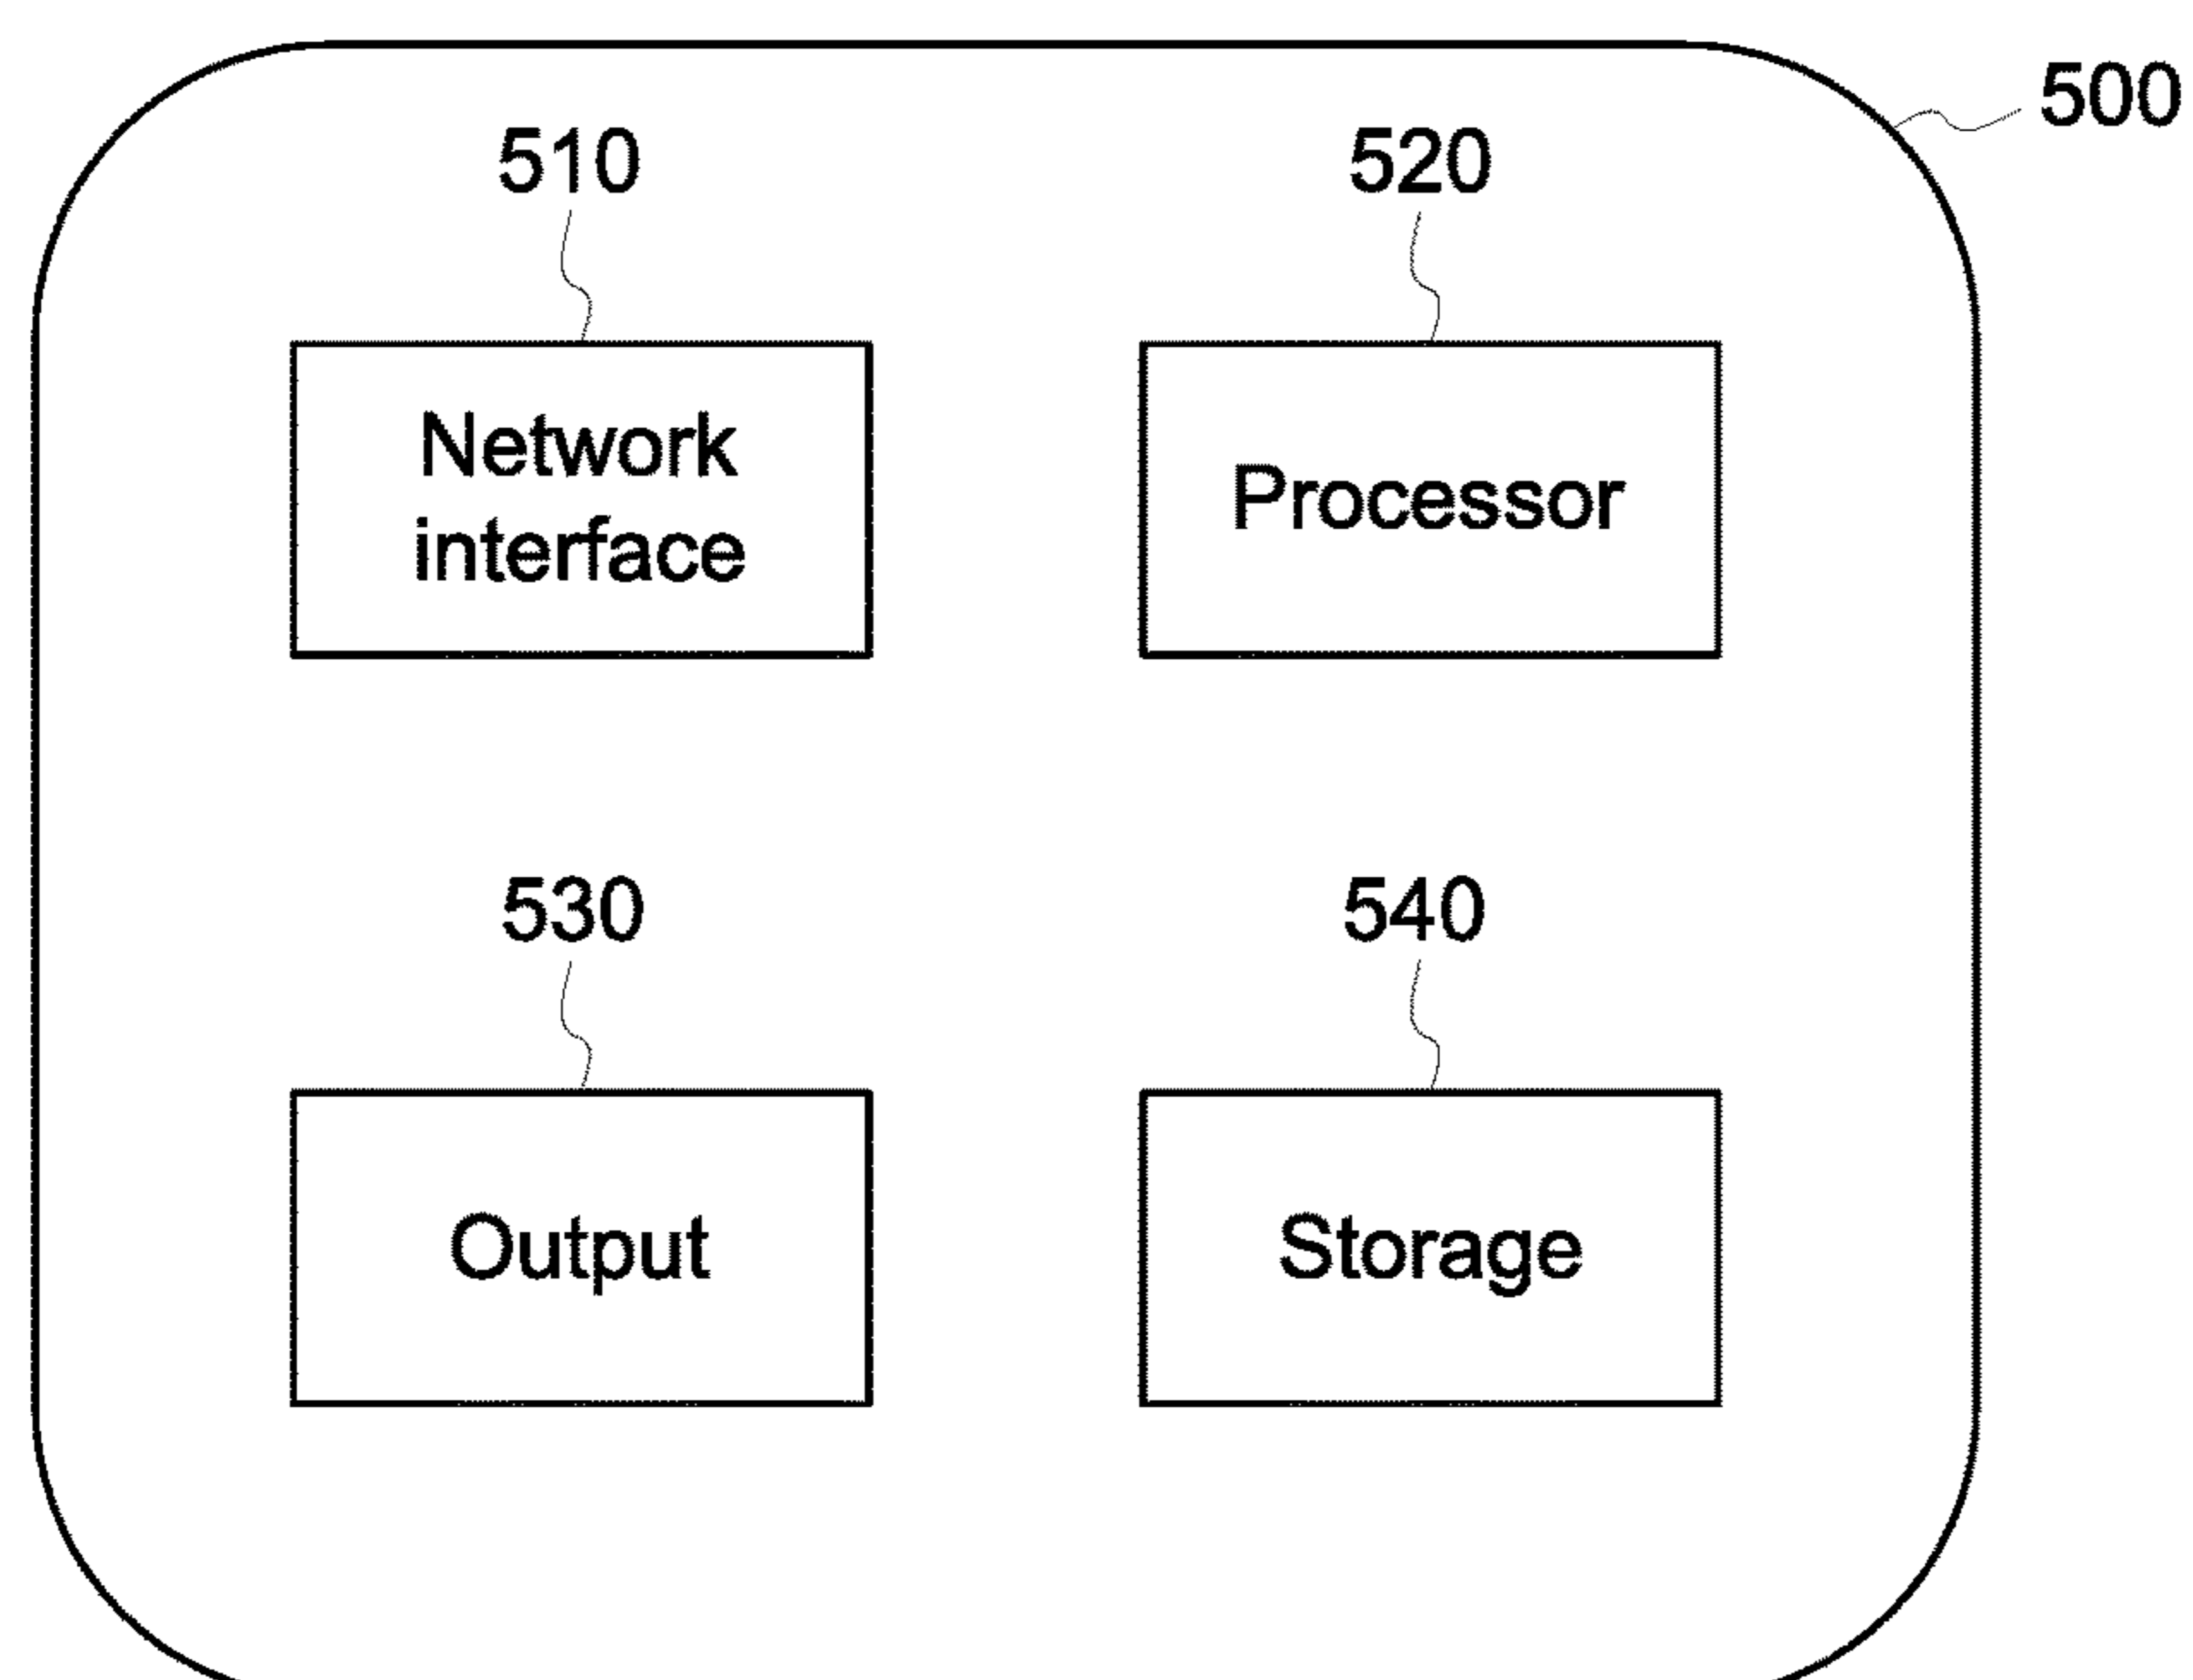 500
510
520
Network
interface
Processor
530
540
Output
Storage